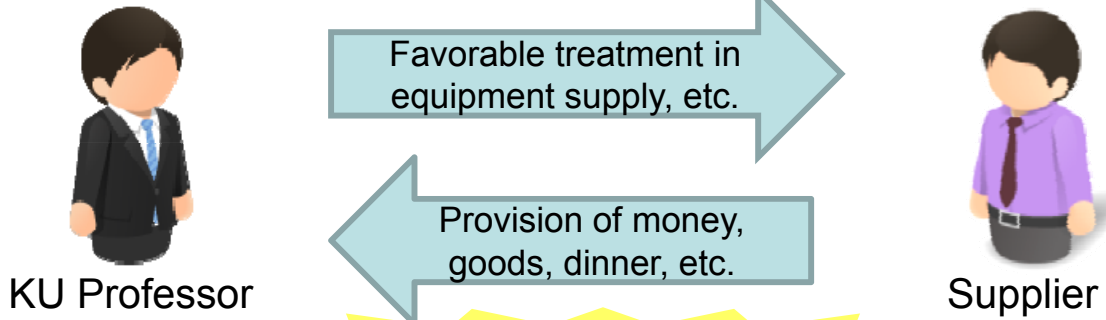 Favorable treatment in
equipment supply, etc.
Provision of money,
goods, dinner, etc.
KU Professor
Supplier